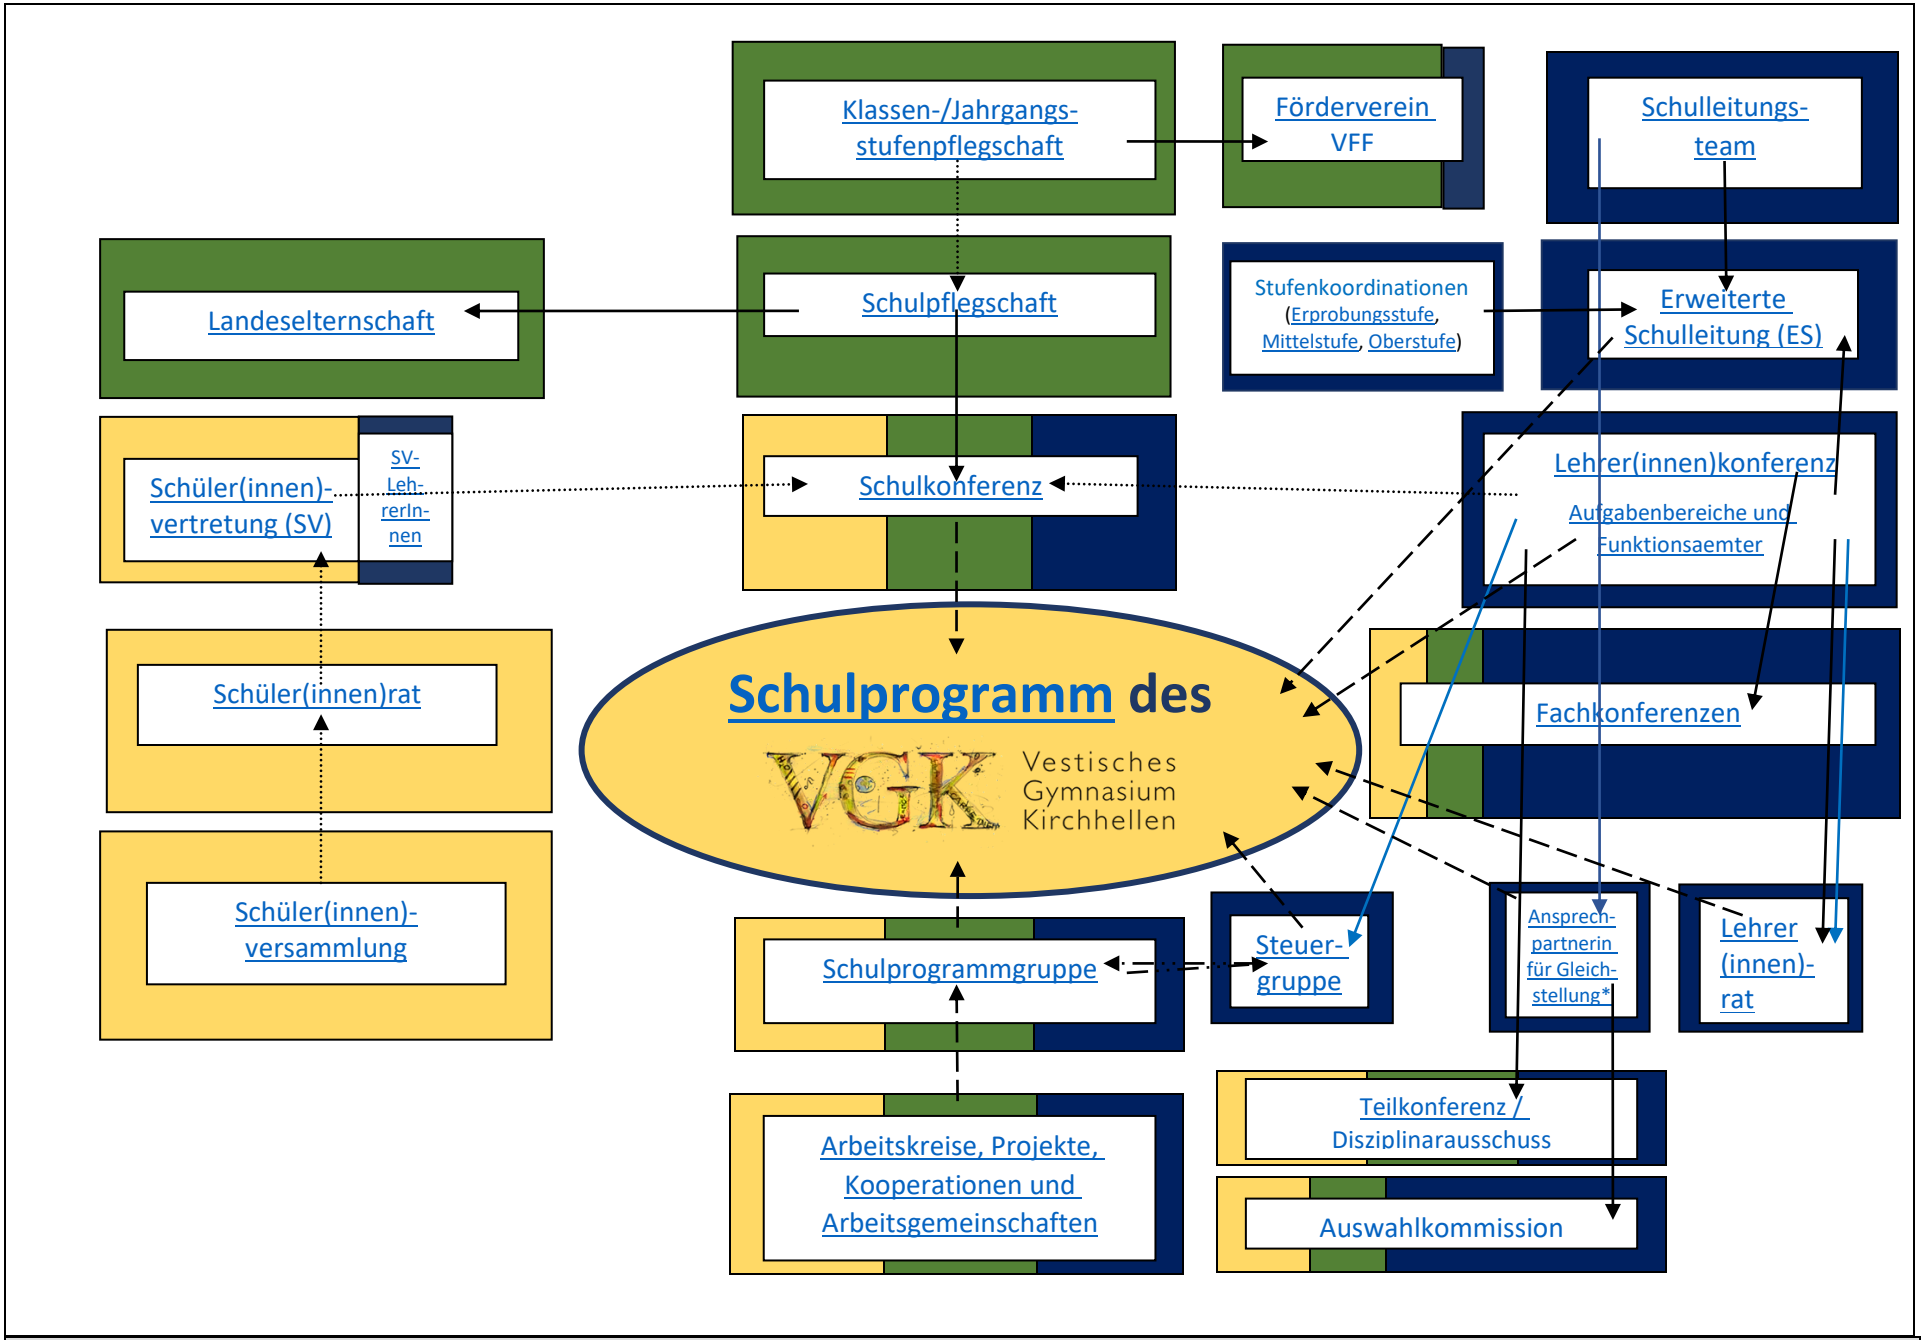 Klassen-/Jahrgangs-
stufenpflegschaft
Förderverein
VFF
Schulleitungs-
team
Landeselternschaft
Schulpflegschaft
Stufenkoordinationen
(Erprobungsstufe,
Mittelstufe, Oberstufe)
Erweiterte
Schulleitung (ES)
Schüler(innen)-
vertretung (SV)
SV-
Leh-
rerIn-
nen
Schulkonferenz
Lehrer(innen)konferenz
Aufgabenbereiche und
Funktionsaemter
Schüler(innen)rat
Schulprogramm des
VGK
Vestisches
Gymnasium
Kirchhellen
Fachkonferenzen
Schüler(innen)-
versammlung
Schulprogrammgruppe
Steuer-
gruppe
Ansprech-
partnerin
für Gleich-
stellung*
Lehrer
(innen)-
rat
Arbeitskreise, Projekte,
Kooperationen und
Arbeitsgemeinschaften
Teilkonferenz /
Disziplinarausschuss
Auswahlkommission